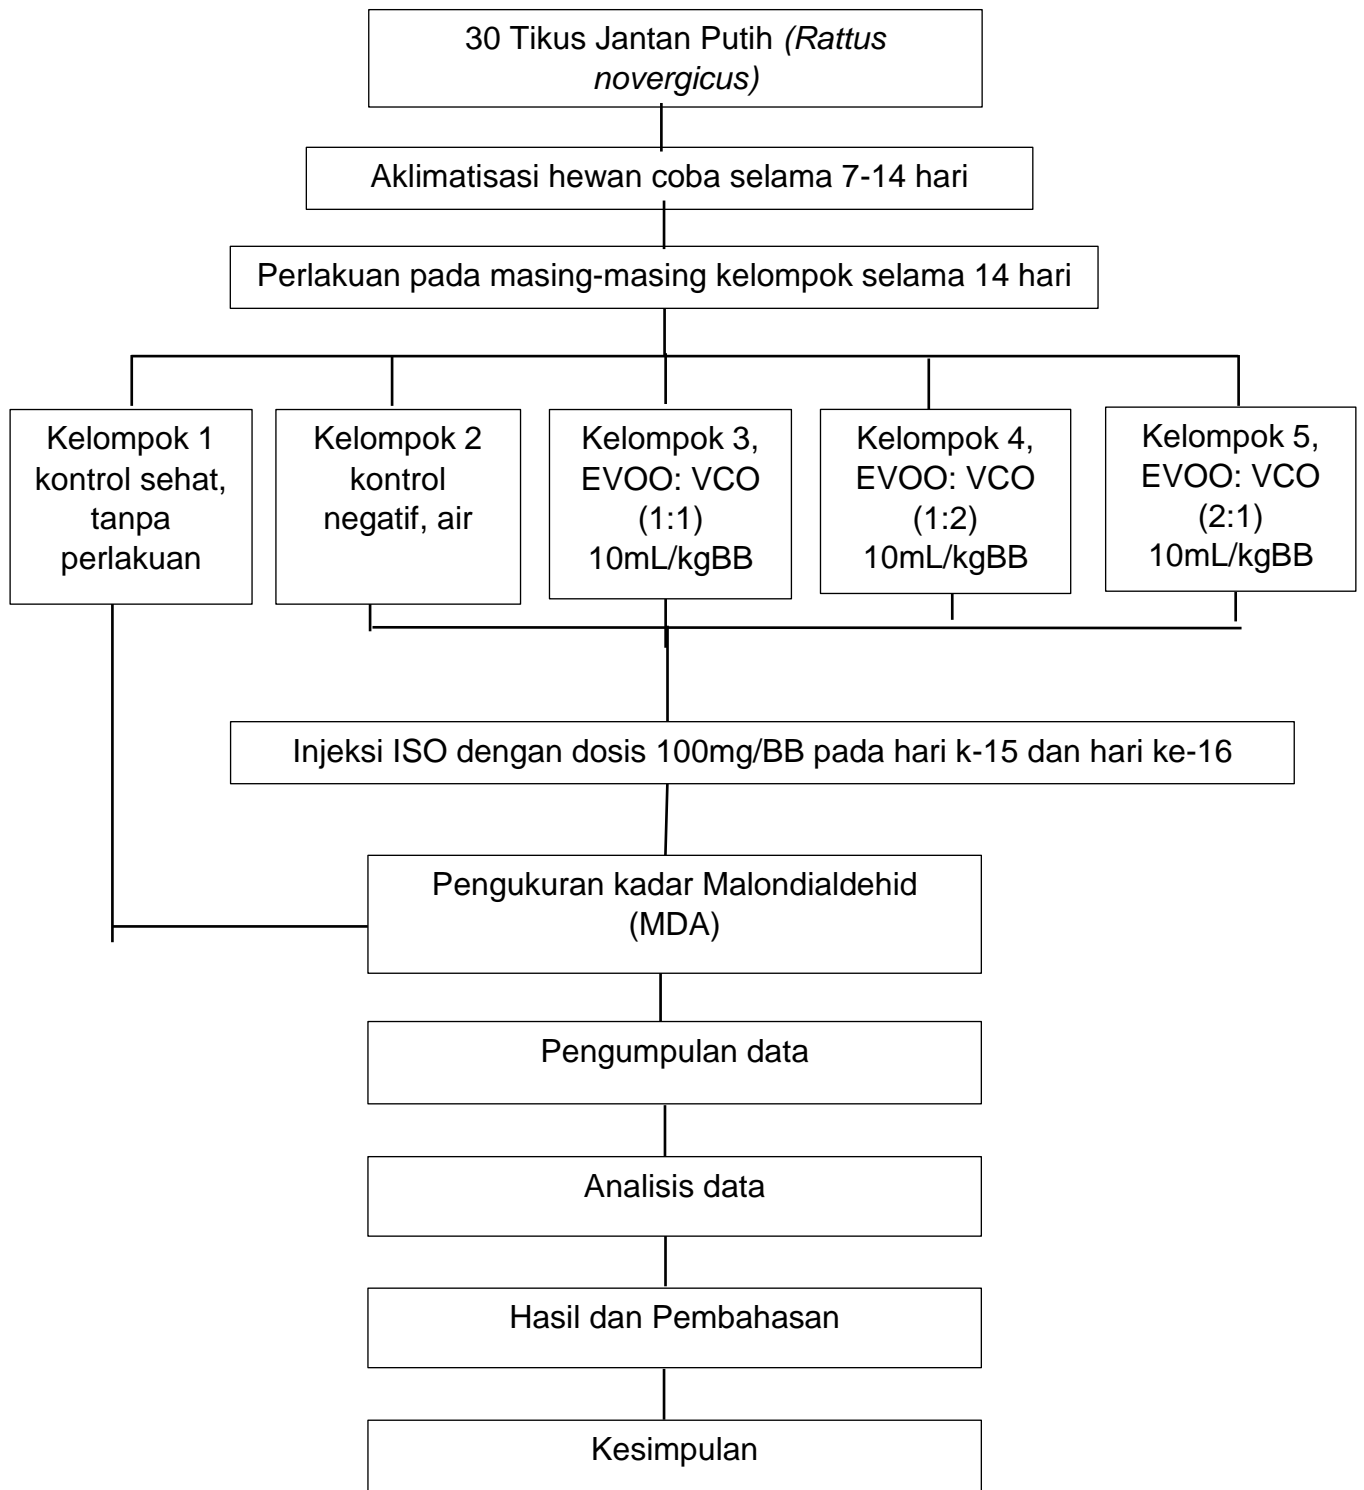 30 Tikus Jantan Putih (Rattus
novergicus)
Aklimatisasi hewan coba selama 7-14 hari
Perlakuan pada masing-masing kelompok selama 14 hari
Kelompok 1
kontrol sehat,
tanpa
perlakuan
Kelompok 2
kontrol
negatif, air
Kelompok 3,
EVOO: VCO
(1:1)
10mL/kgBB
Kelompok 4,
EVOO: VCO
(1:2)
10mL/kgBB
Kelompok 5,
EVOO: VCO
(2:1)
10mL/kgBB
Injeksi ISO dengan dosis 100mg/BB pada hari k-15 dan hari ke-16
Pengukuran kadar Malondialdehid
(MDA)
Pengumpulan data
Analisis data
Hasil dan Pembahasan
Kesimpulan